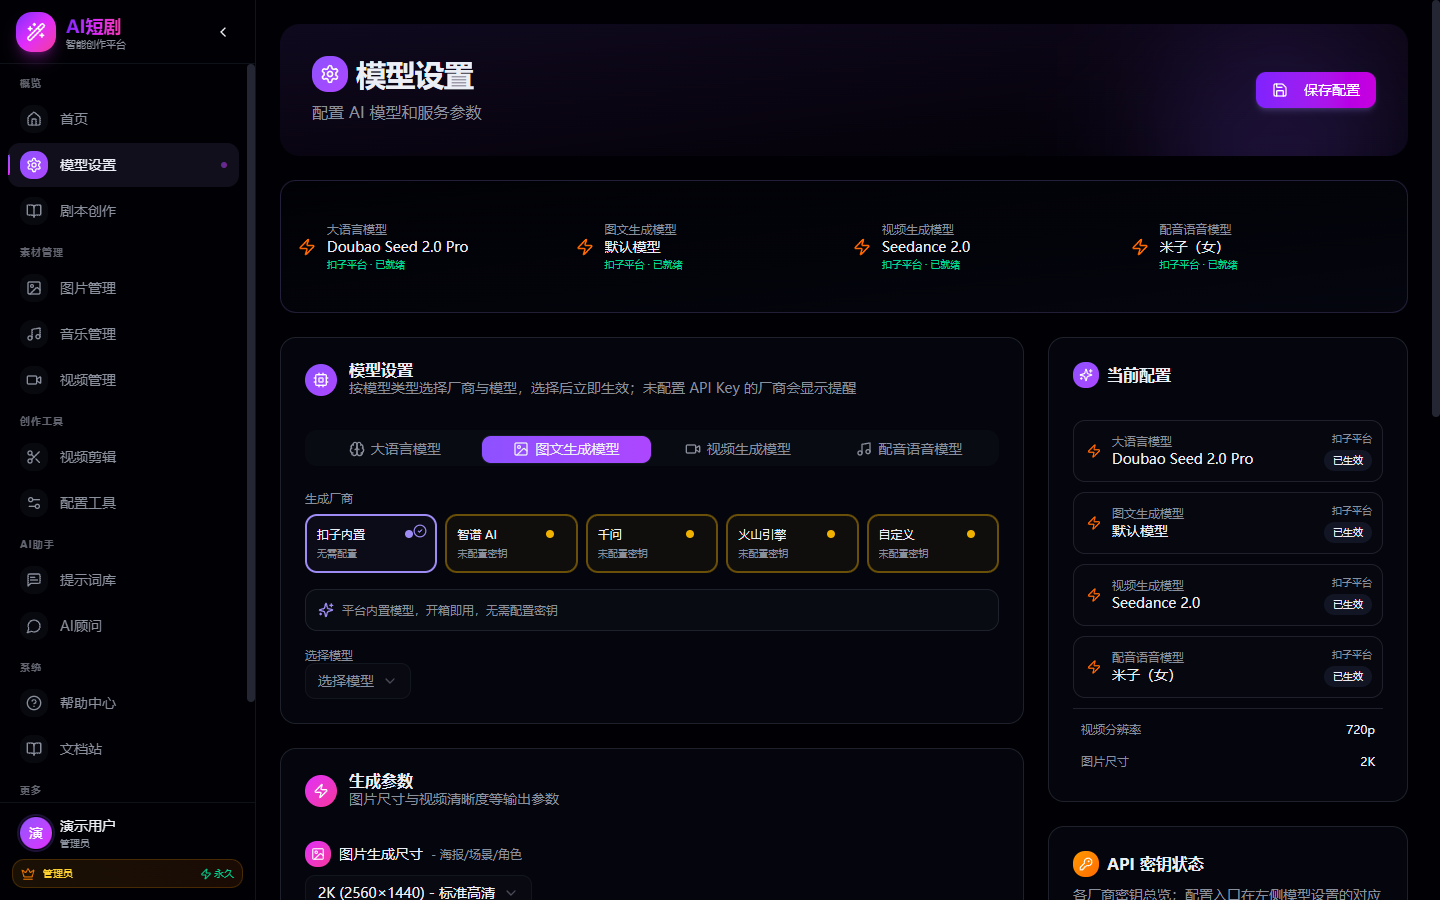 AI短剧
智能创作平台
概览
首页
模型设置
剧本创作
素材管理
图片管理
音乐管理
视频管理
创作工具
视频剪辑
配置工具
AI助手
提示词库
AI顾问
系统
帮助中心
文档站
更多
演
演示用户
管理员
管理员
永久
模型设置
配置 AI 模型和服务参数
保存配置
大语言模型
Doubao Seed 2.0 Pro
扣子平台 · 已就绪
图文生成模型
默认模型
扣子平台 · 已就绪
视频生成模型
Seedance 2.0
扣子平台 · 已就绪
配音语音模型
米子（女）
扣子平台 · 已就绪
模型设置
按模型类型选择厂商与模型，选择后立即生效；未配置 API Key 的厂商会显示提醒
大语言模型
图文生成模型
视频生成模型
配音语音模型
生成厂商
扣子内置
无需配置
智谱 AI
未配置密钥
千问
未配置密钥
火山引擎
未配置密钥
自定义
未配置密钥
平台内置模型，开箱即用，无需配置密钥
选择模型
选择模型
生成参数
图片尺寸与视频清晰度等输出参数
图片生成尺寸 - 海报/场景/角色
2K (2560×1440) - 标准高清
当前配置
大语言模型
Doubao Seed 2.0 Pro
扣子平台
已生效
图文生成模型
默认模型
扣子平台
已生效
视频生成模型
Seedance 2.0
扣子平台
已生效
配音语音模型
米子（女）
扣子平台
已生效
视频分辨率
720p
图片尺寸
2K
API 密钥状态
各厂商密钥总览；配置入口在左侧模型设置的对应